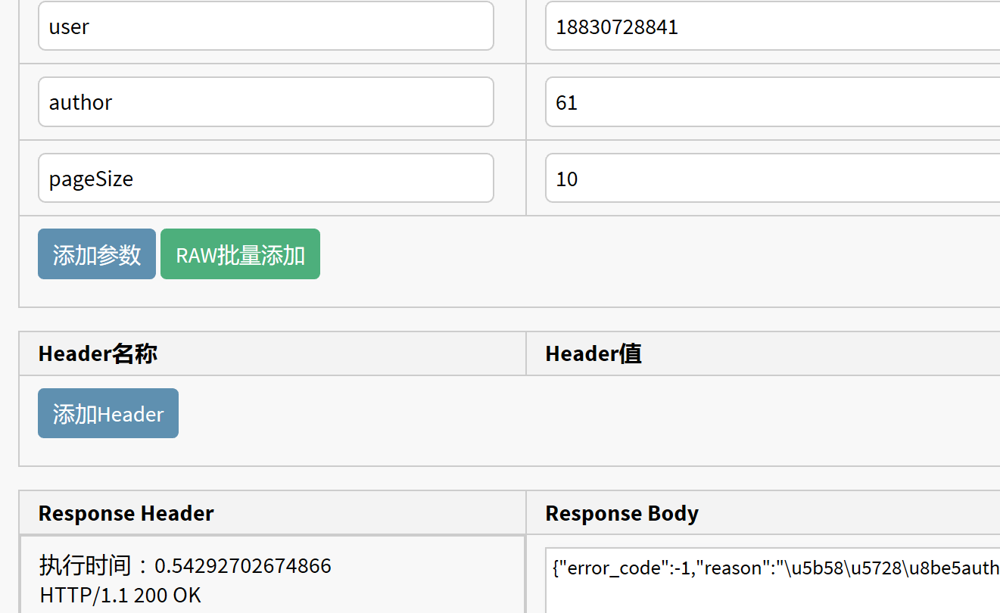 user 18830728841
author 61
pageSize 10
添加参数 RAW批量添加
Header名称 Header值
添加Header
Response Header Response Body
执行时间：0.54292702674866
{"error_code":-1,"reason":"\u5b58\u5728\u8be5auth
HTTP/1.1 200 OK